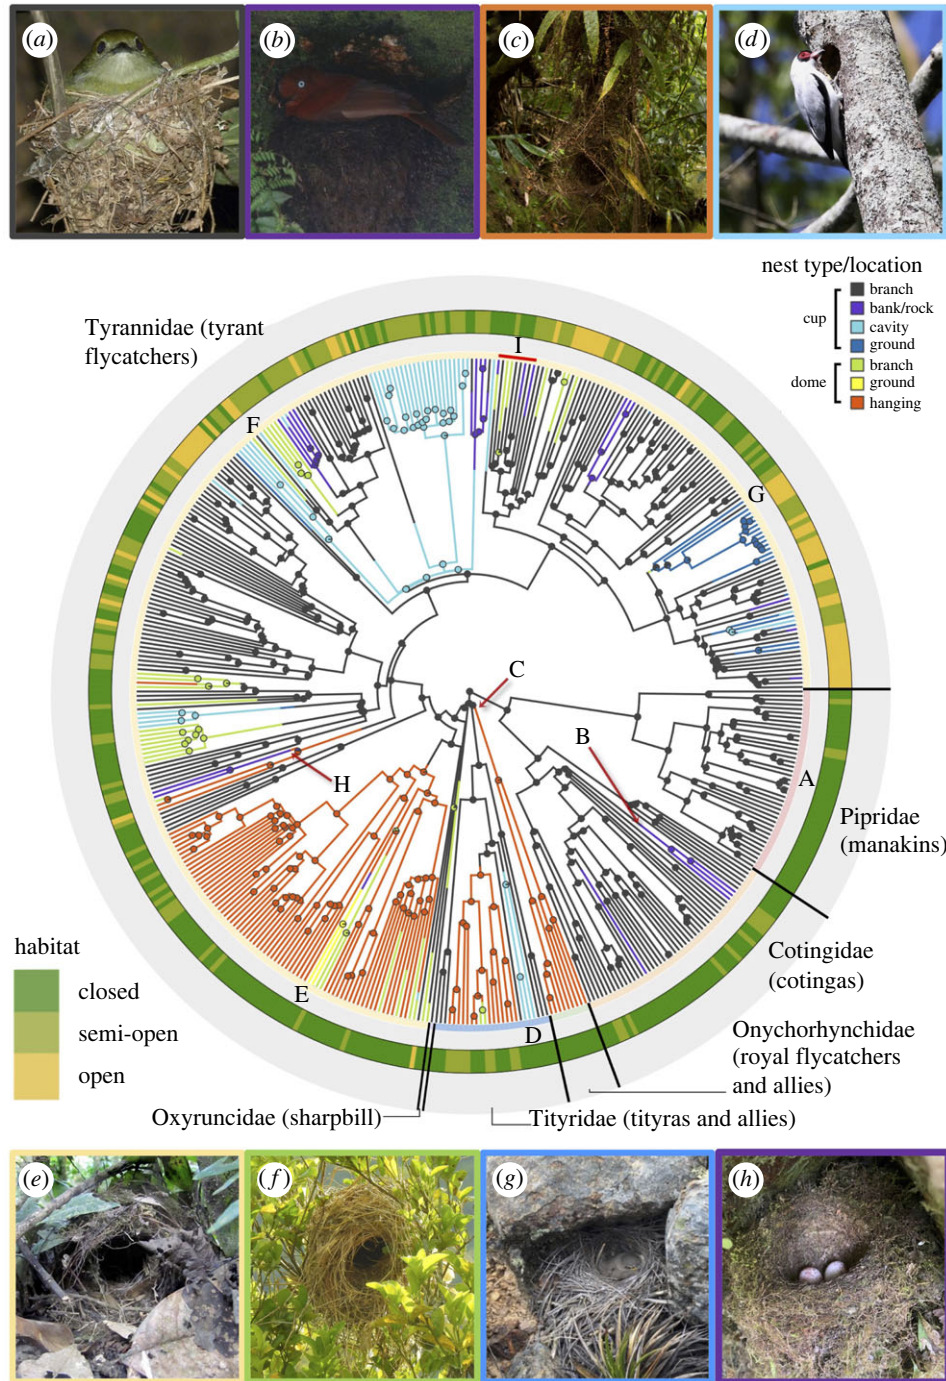 (a)
(b)
(c)
(d)
nest type/location
cup
branch
bank/rock
cavity
ground
dome
branch
ground
hanging
Tyrannidae (tyrant
flycatchers)
I
F
G
C
B
H
A
Pipridae
(manakins)
E
D
Cotingidae
(cotingas)
habitat
closed
semi-open
open
Onychorhynchidae
(royal flycatchers
and allies)
Oxyruncidae (sharpbill)
Tityridae (tityras and allies)
(e)
(f)
(g)
(h)